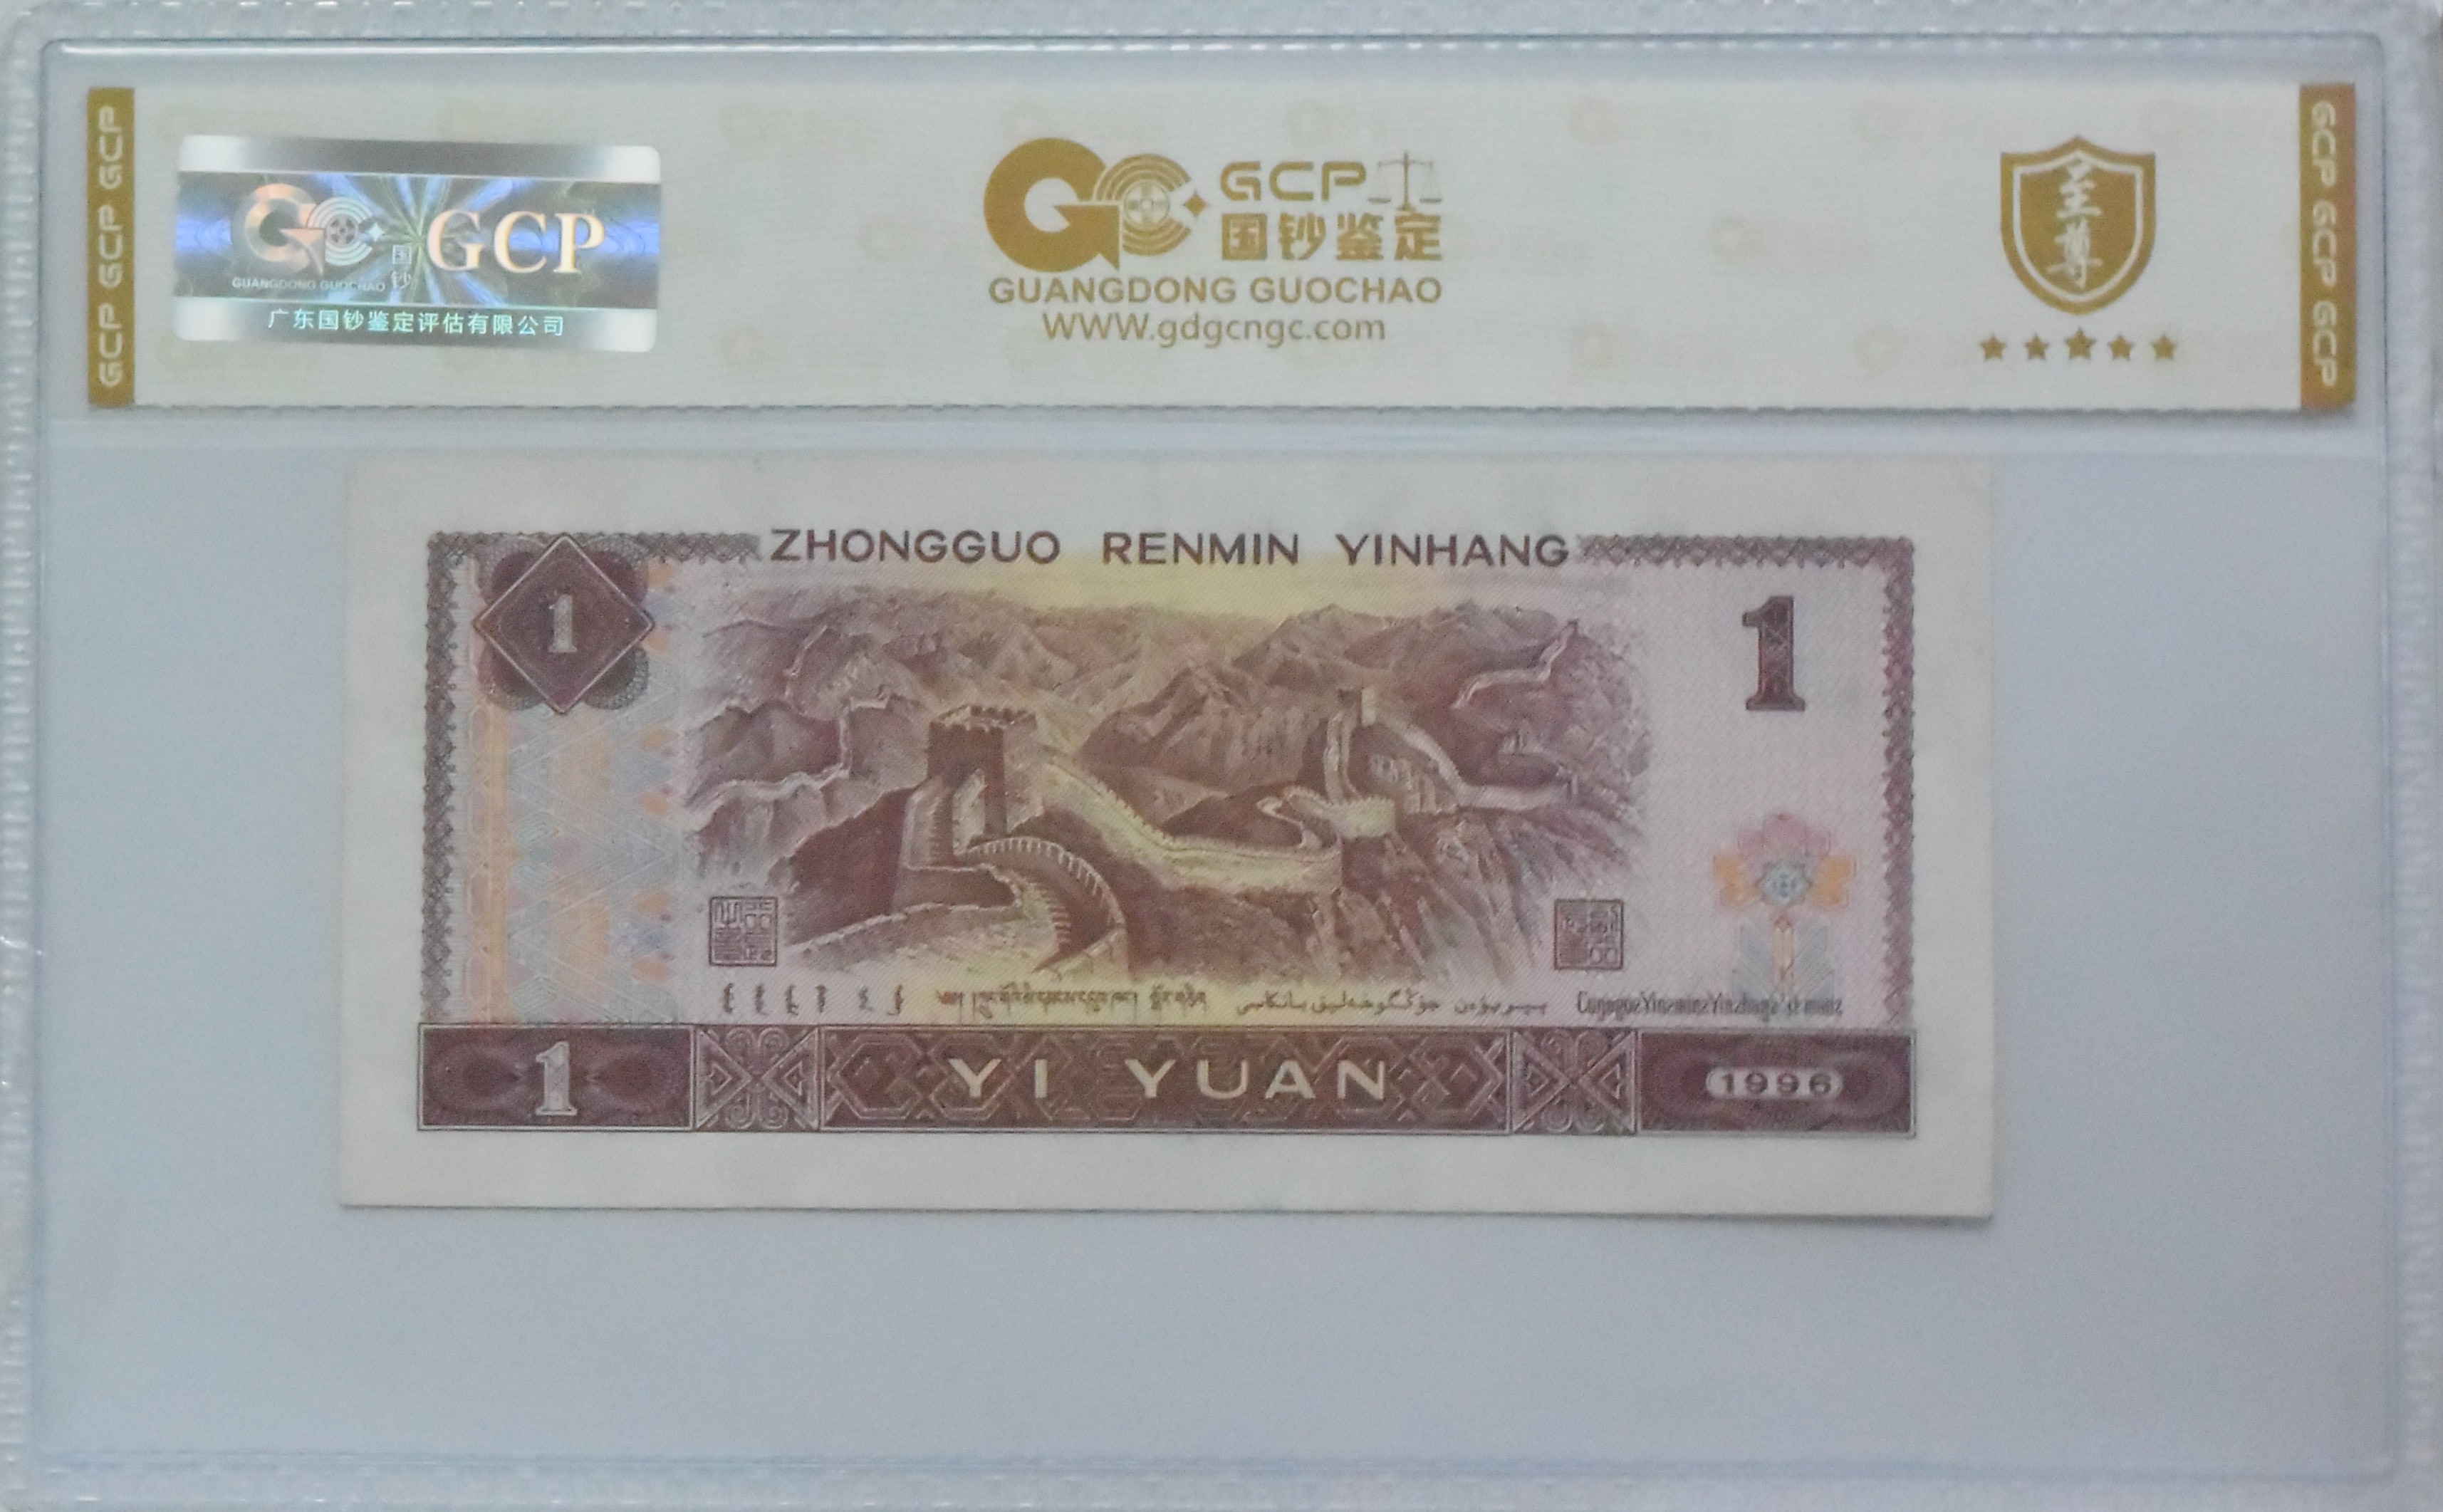 GCP GCP GCP
GUANGDONG GUOCHAO
国钞
GCP
广东国钞鉴定评估有限公司
GCP
国钞鉴定
GUANGDONG GUOCHAO
WWW.gdgcngc.com
至尊
GCP GCP GCP
ZHONGGUO RENMIN YINHANG
1
1
1
YI YUAN
1996